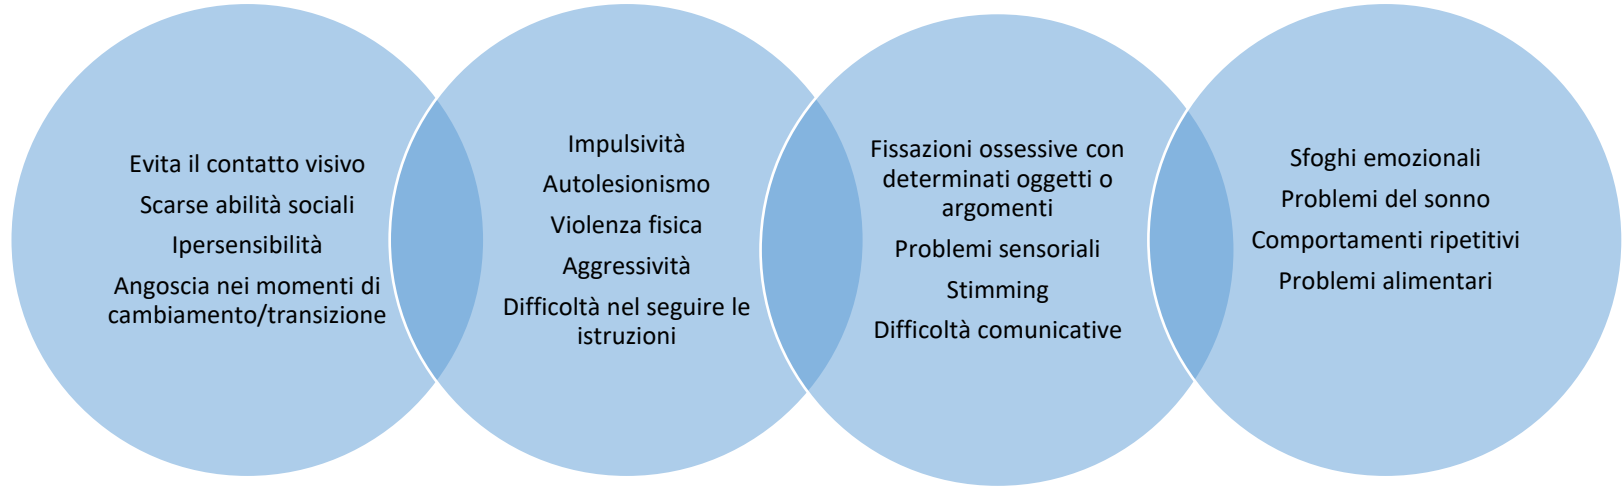 Evita il contatto visivo
Scarse abilità sociali
Ipersensibilità
Angoscia nei momenti di
cambiamento/transizione
Impulsività
Autolesionismo
Violenza fisica
Aggressività
Difficoltà nel seguire le
istruzioni
Fissazioni ossessive con
determinati oggetti o
argomenti
Problemi sensoriali
Stimming
Difficoltà comunicative
Sfoghi emozionali
Problemi del sonno
Comportamenti ripetitivi
Problemi alimentari